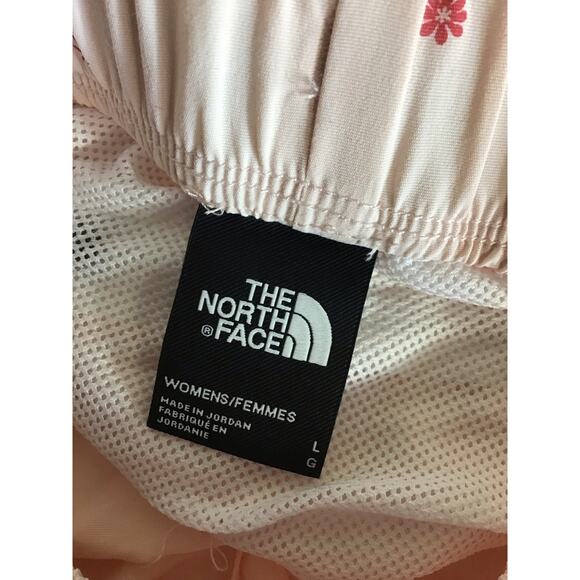 THE
NORTH
® FACE
WOMENS/FEMMES
MADE IN JORDAN
FABRIQUÉ EN
JORDANIE
L
G